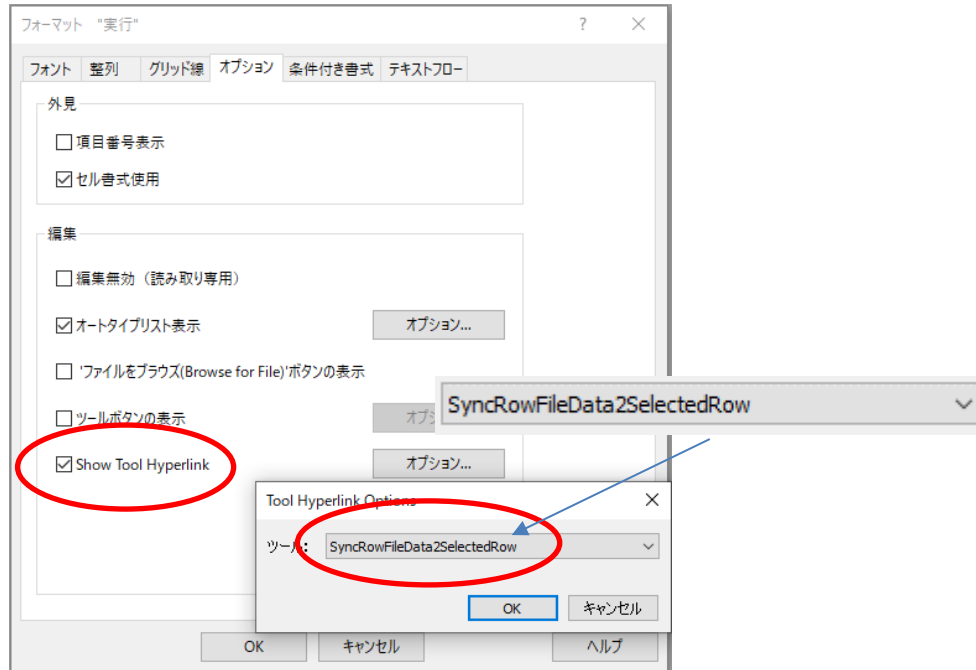 フォーマット "実行"
? ×
フォント 整列 グリッド線 オプション 条件付き書式 テキストフロー
外見
項目番号表示
セル書式使用
編集
編集無効（読み取り専用）
オートタイプリスト表示 オプション...
'ファイルをブラウズ(Browse for File)'ボタンの表示
SyncRowFileData2SelectedRow
ツールボタンの表示 オプ
Show Tool Hyperlink オプション...
Tool Hyperlink Options
ツール: SyncRowFileData2SelectedRow
OK キャンセル
OK キャンセル ヘルプ